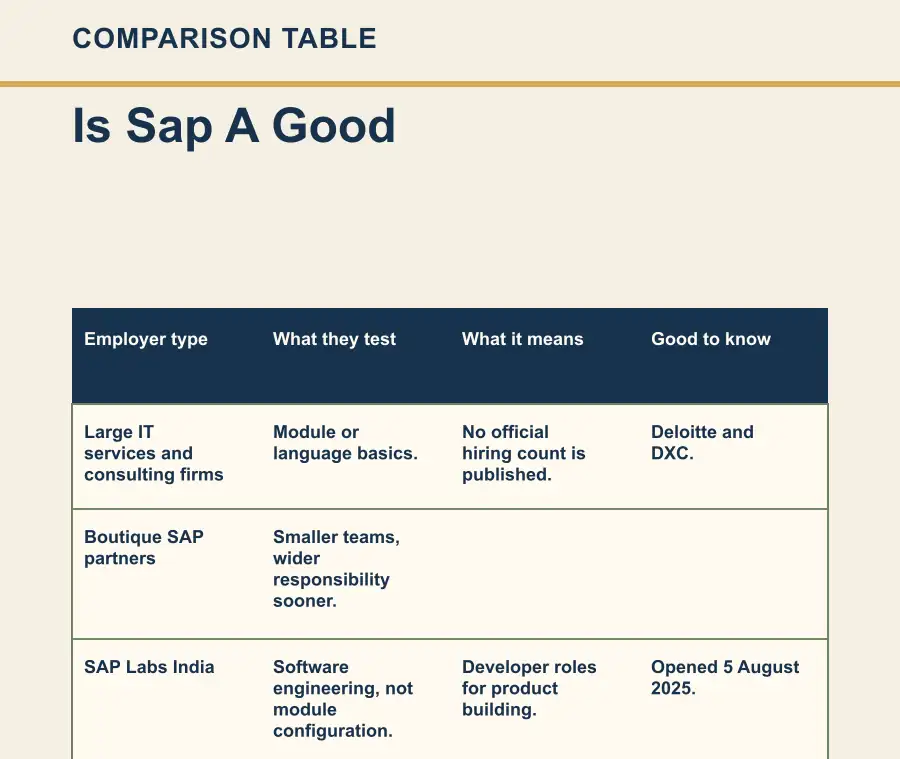 COMPARISON TABLE
Is Sap A Good
Employer type
What they test
What it means
Good to know
Large IT
services and
consulting firms
Module or
language basics.
No official
hiring count is
published.
Deloitte and
DXC.
Boutique SAP
partners
Smaller teams,
wider
responsibility
sooner.
SAP Labs India
Software
engineering, not
module
configuration.
Developer roles
for product
building.
Opened 5 August
2025.